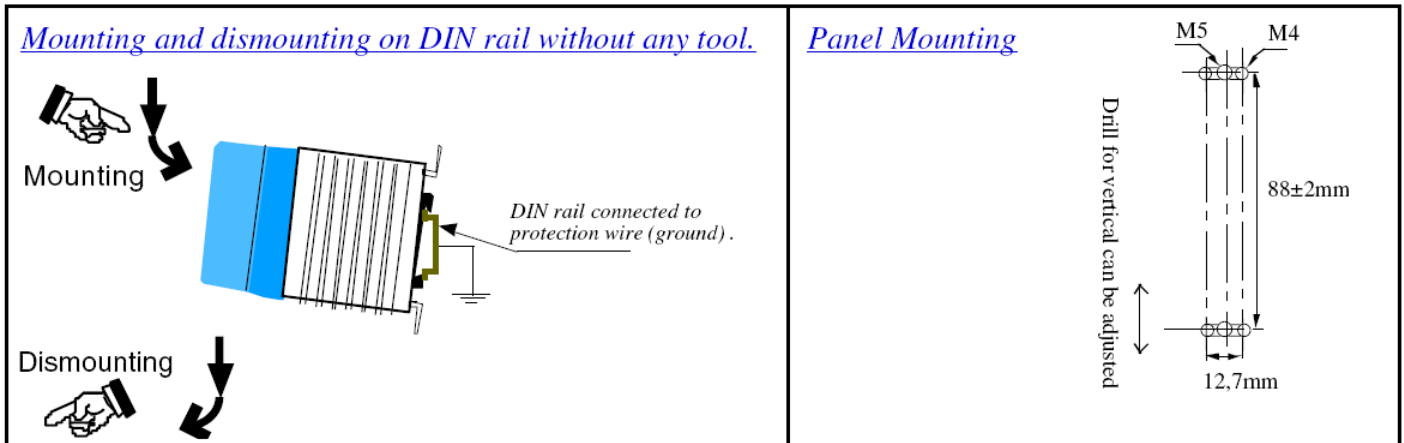 Mounting and dismounting on DIN rail without any tool.
Mounting
DIN rail connected to
protection wire (ground) .
Dismounting
Panel Mounting
M5
M4
Drill for vertical can be adjusted
88±2mm
12,7mm